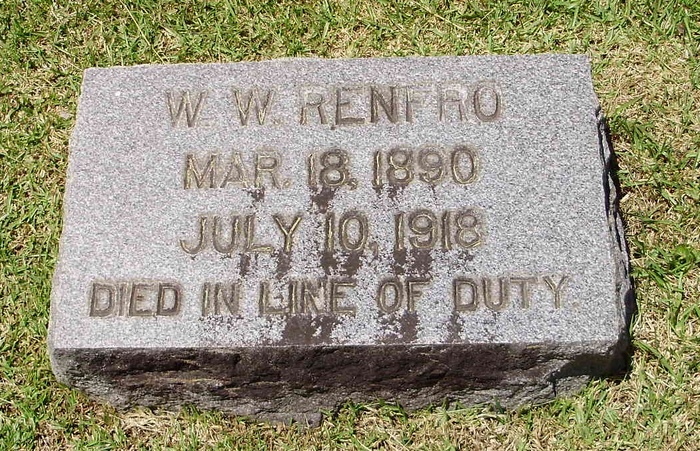 W. W. RENFRO
MAR. 18, 1890
JULY 10, 1918
DIED IN LINE OF DUTY.